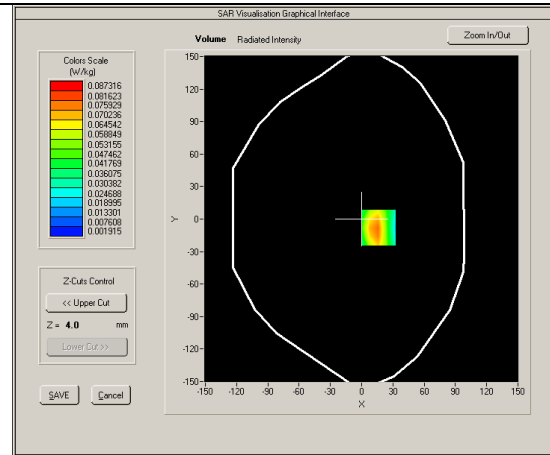 SAR Visualisation Graphical Interface
Volume Radiated Intensity
Zoom In/Out
Colors Scale
(W/kg)
0.087316
0.081623
0.075929
0.070236
0.064542
0.058849
0.053155
0.047462
0.041769
0.036075
0.030382
0.024688
0.018995
0.013301
0.007608
0.001915
Z-Cuts Control
<< Upper Cut
Z = 4.0 mm
Lower Cut >>
SAVE Cancel
150
120
90
60
30
0
-30
-60
-90
-120
-150
Y
-150 -120 -90 -60 -30 0 30 60 90 120 150
X